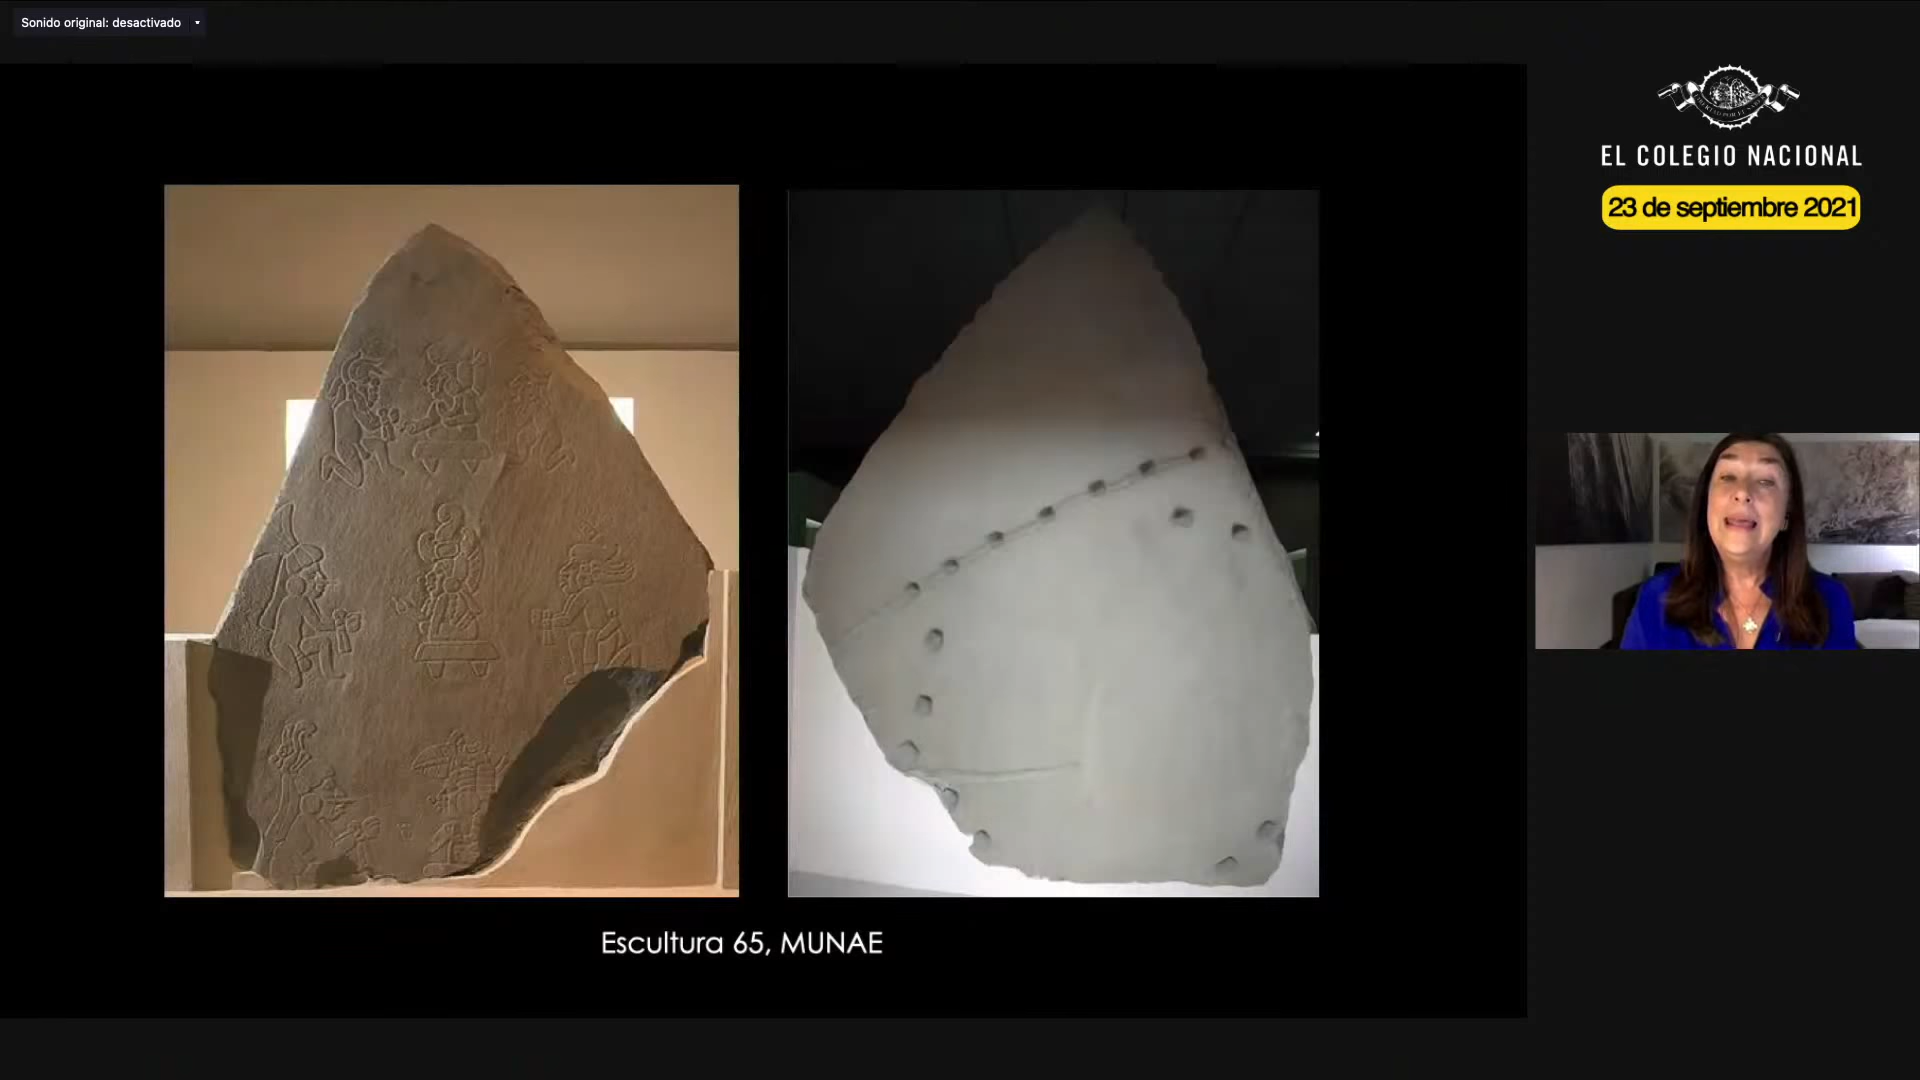 Sonido original: desactivado
EL COLEGIO NACIONAL
23 de septiembre 2021
Escultura 65, MUNAE